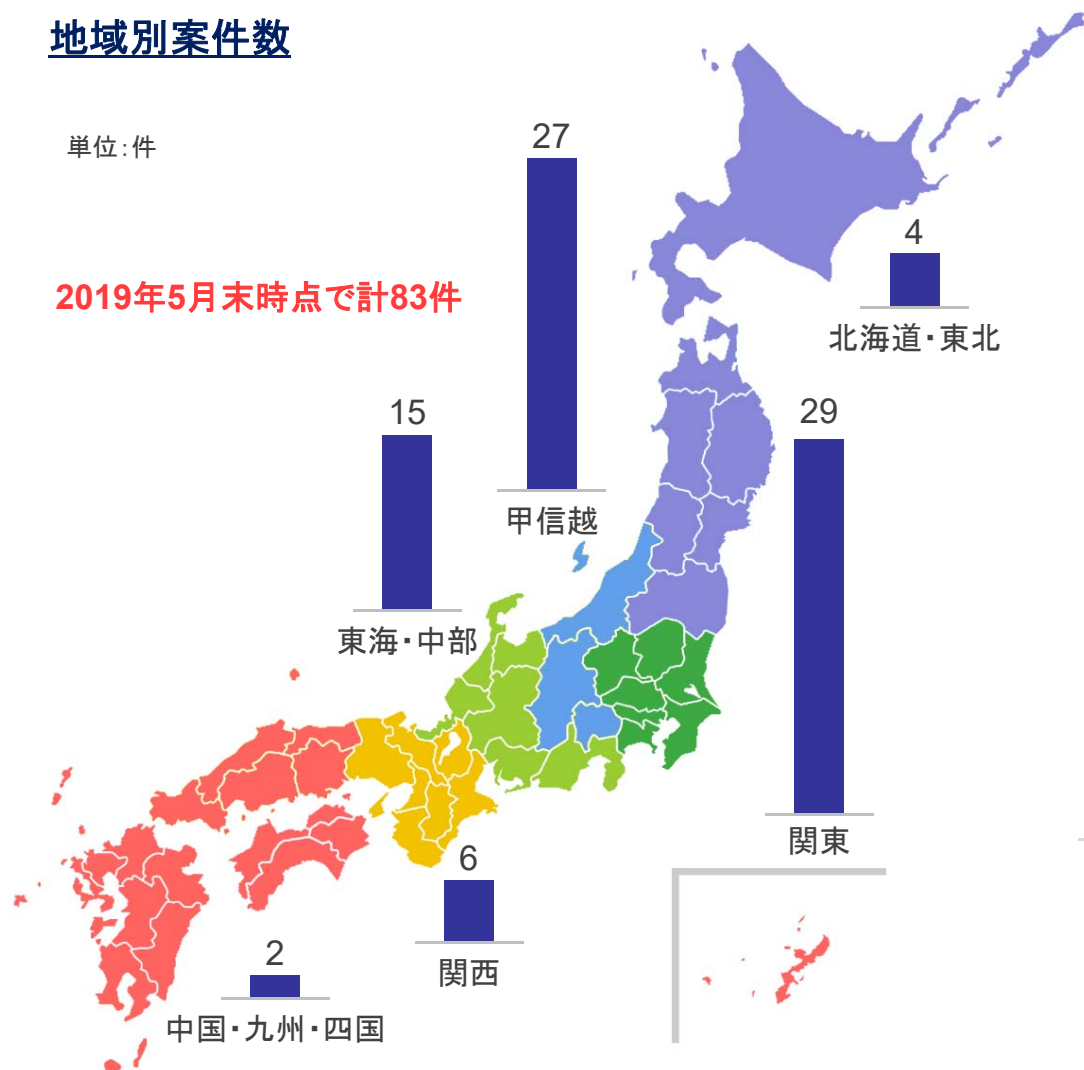 地域別案件数
単位:件
2019年5月末時点で計83件
27
甲信越
4
北海道・東北
15
東海・中部
29
関東
6
関西
2
中国・九州・四国